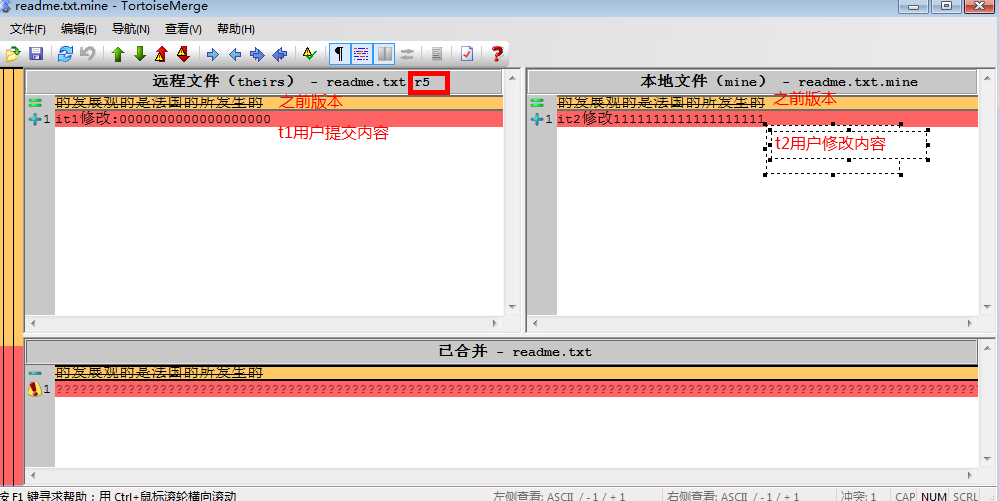 readme.txt.mine - TortoiseMerge
文件(F) 编辑(E) 导航(N) 查看(V) 帮助(H)
远程文件 (theirs) - readme.txt r5
的发展观的是法国的所发生的 之前版本
1 it1修改:0000000000000000000
t1用户提交内容
本地文件 (mine) - readme.txt.mine
的发展观的是法国的所发生的 之前版本
1 it2修改1111111111111111111
t2用户修改内容
已合并 - readme.txt
的发展观的是法国的所发生的
1
按 F1 键寻求帮助；用 Ctrl+鼠标滚轮横向滚动 左侧查看: ASCII / - 1 / + 1 右侧查看: ASCII / - 1 / + 1 冲突: 1 CAP NUM SCRL